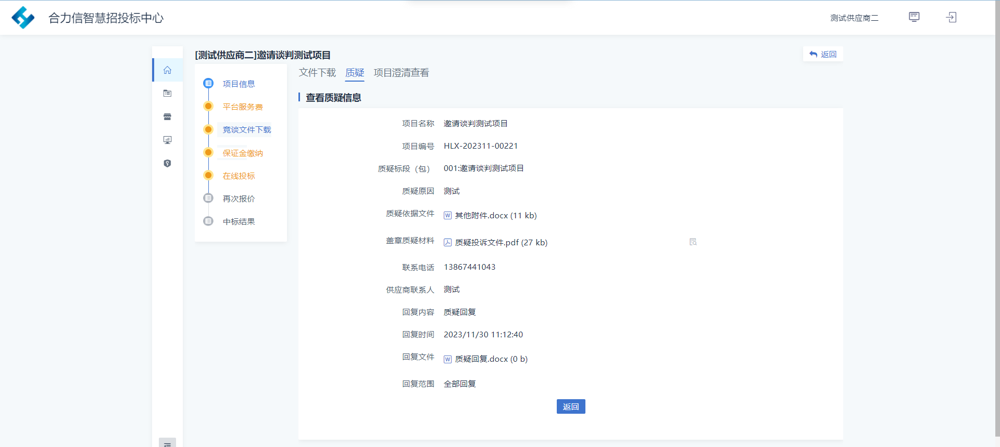 合力信智慧招投标中心
测试供应商二
[测试供应商二]邀请谈判测试项目
返回
项目信息
平台服务费
竞谈文件下载
保证金缴纳
在线投标
再次报价
中标结果
文件下载 质疑 项目澄清查看
查看质疑信息
项目名称 邀请谈判测试项目
项目编号 HLX-202311-00221
质疑标段（包） 001:邀请谈判测试项目
质疑原因 测试
质疑依据文件 其他附件.docx (11 kb)
盖章质疑材料 质疑投诉文件.pdf (27 kb)
联系电话 13867441043
供应商联系人 测试
回复内容 质疑回复
回复时间 2023/11/30 11:12:40
回复文件 质疑回复.docx (0 b)
回复范围 全部回复
返回